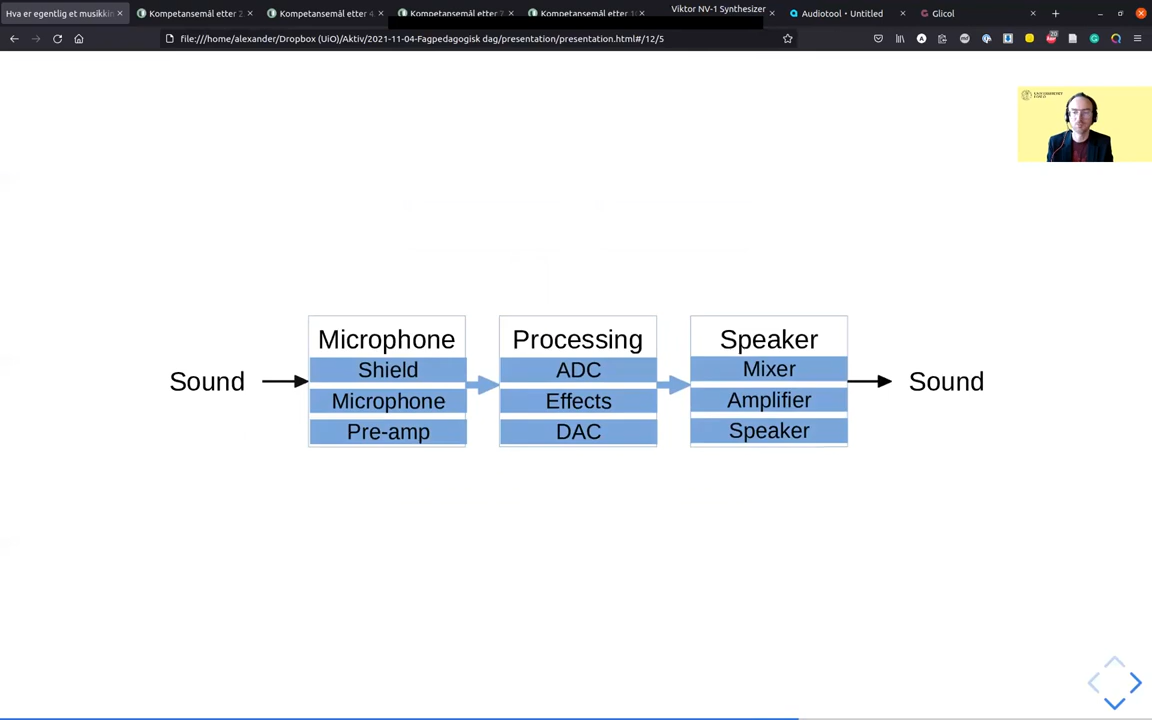 Hva er egentlig et musikkin
Kompetansemål etter 2
Kompetansemål etter 4
Kompetansemål etter 7
Kompetansemål etter 10
Viktor NV-1 Synthesizer
Audiotool • Untitled
Glicol
file:///home/alexander/Dropbox (UiO)/Aktiv/2021-11-04-Fagpedagogisk dag/presentation/presentation.html#/12/5
20
Microphone
Processing
Speaker
Shield
ADC
Mixer
Sound
Sound
Microphone
Effects
Amplifier
Pre-amp
DAC
Speaker